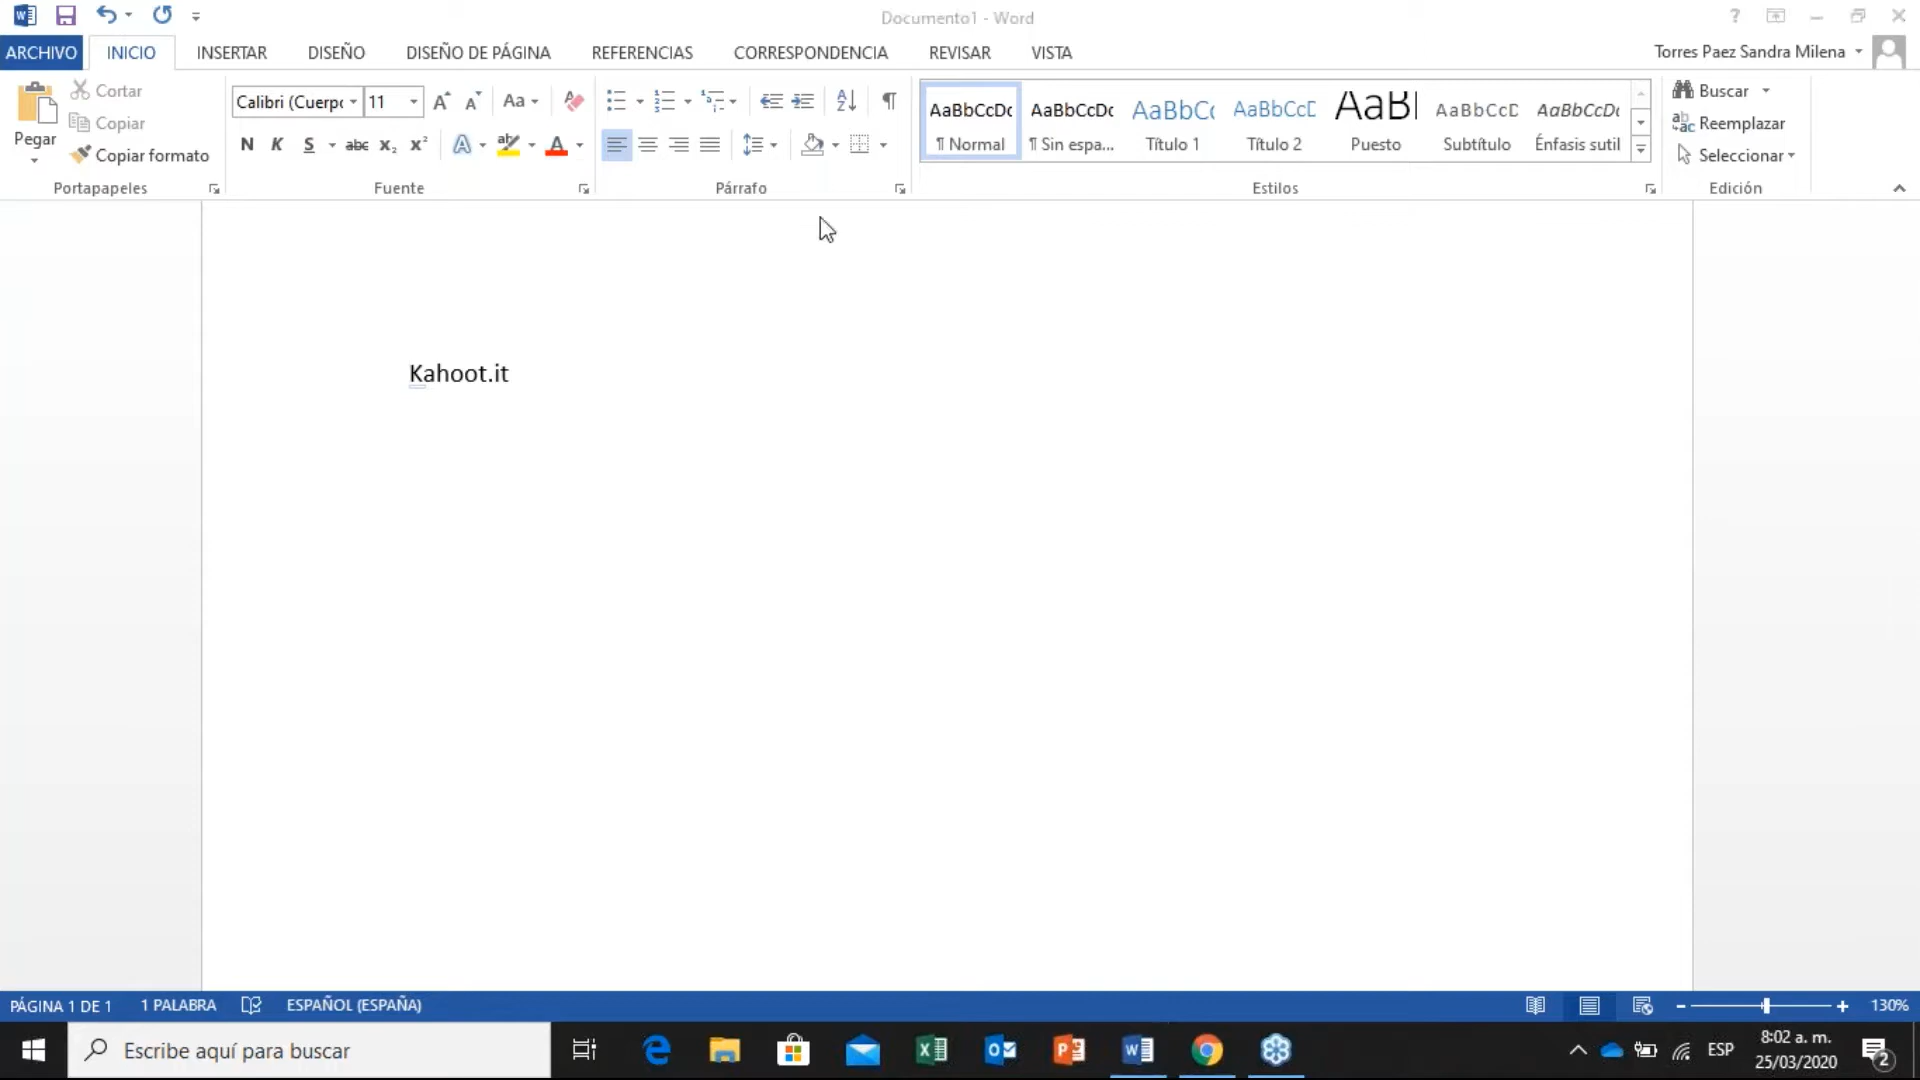 Documento1 - Word
ARCHIVO INICIO INSERTAR DISEÑO DISEÑO DE PÁGINA REFERENCIAS CORRESPONDENCIA REVISAR VISTA Torres Paez Sandra Milena
Pegar
Cortar
Copiar
Copiar formato
Portapapeles
Calibri (Cuerpo 11
N K S abc x₂ x²
Aa
Fuente
Párrafo
AaBbCcDc AaBbCcDc AaBbCc AaBbCcD AaB AaBbCcD AaBbCcDc
¶ Normal ¶ Sin espa... Título 1 Título 2 Puesto Subtítulo Énfasis sutil
Estilos
Buscar
Reemplazar
Seleccionar
Edición
Kahoot.it
PÁGINA 1 DE 1 1 PALABRA ESPAÑOL (ESPAÑA) 130%
Escribe aquí para buscar
ESP
8:02 a. m.
25/03/2020
2